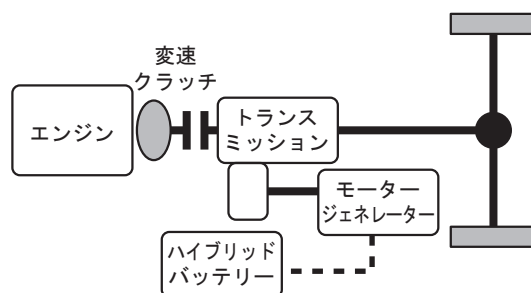 変速
クラッチ
エンジン
トランス
ミッション
モーター
ジェネレーター
ハイブリッド
バッテリー